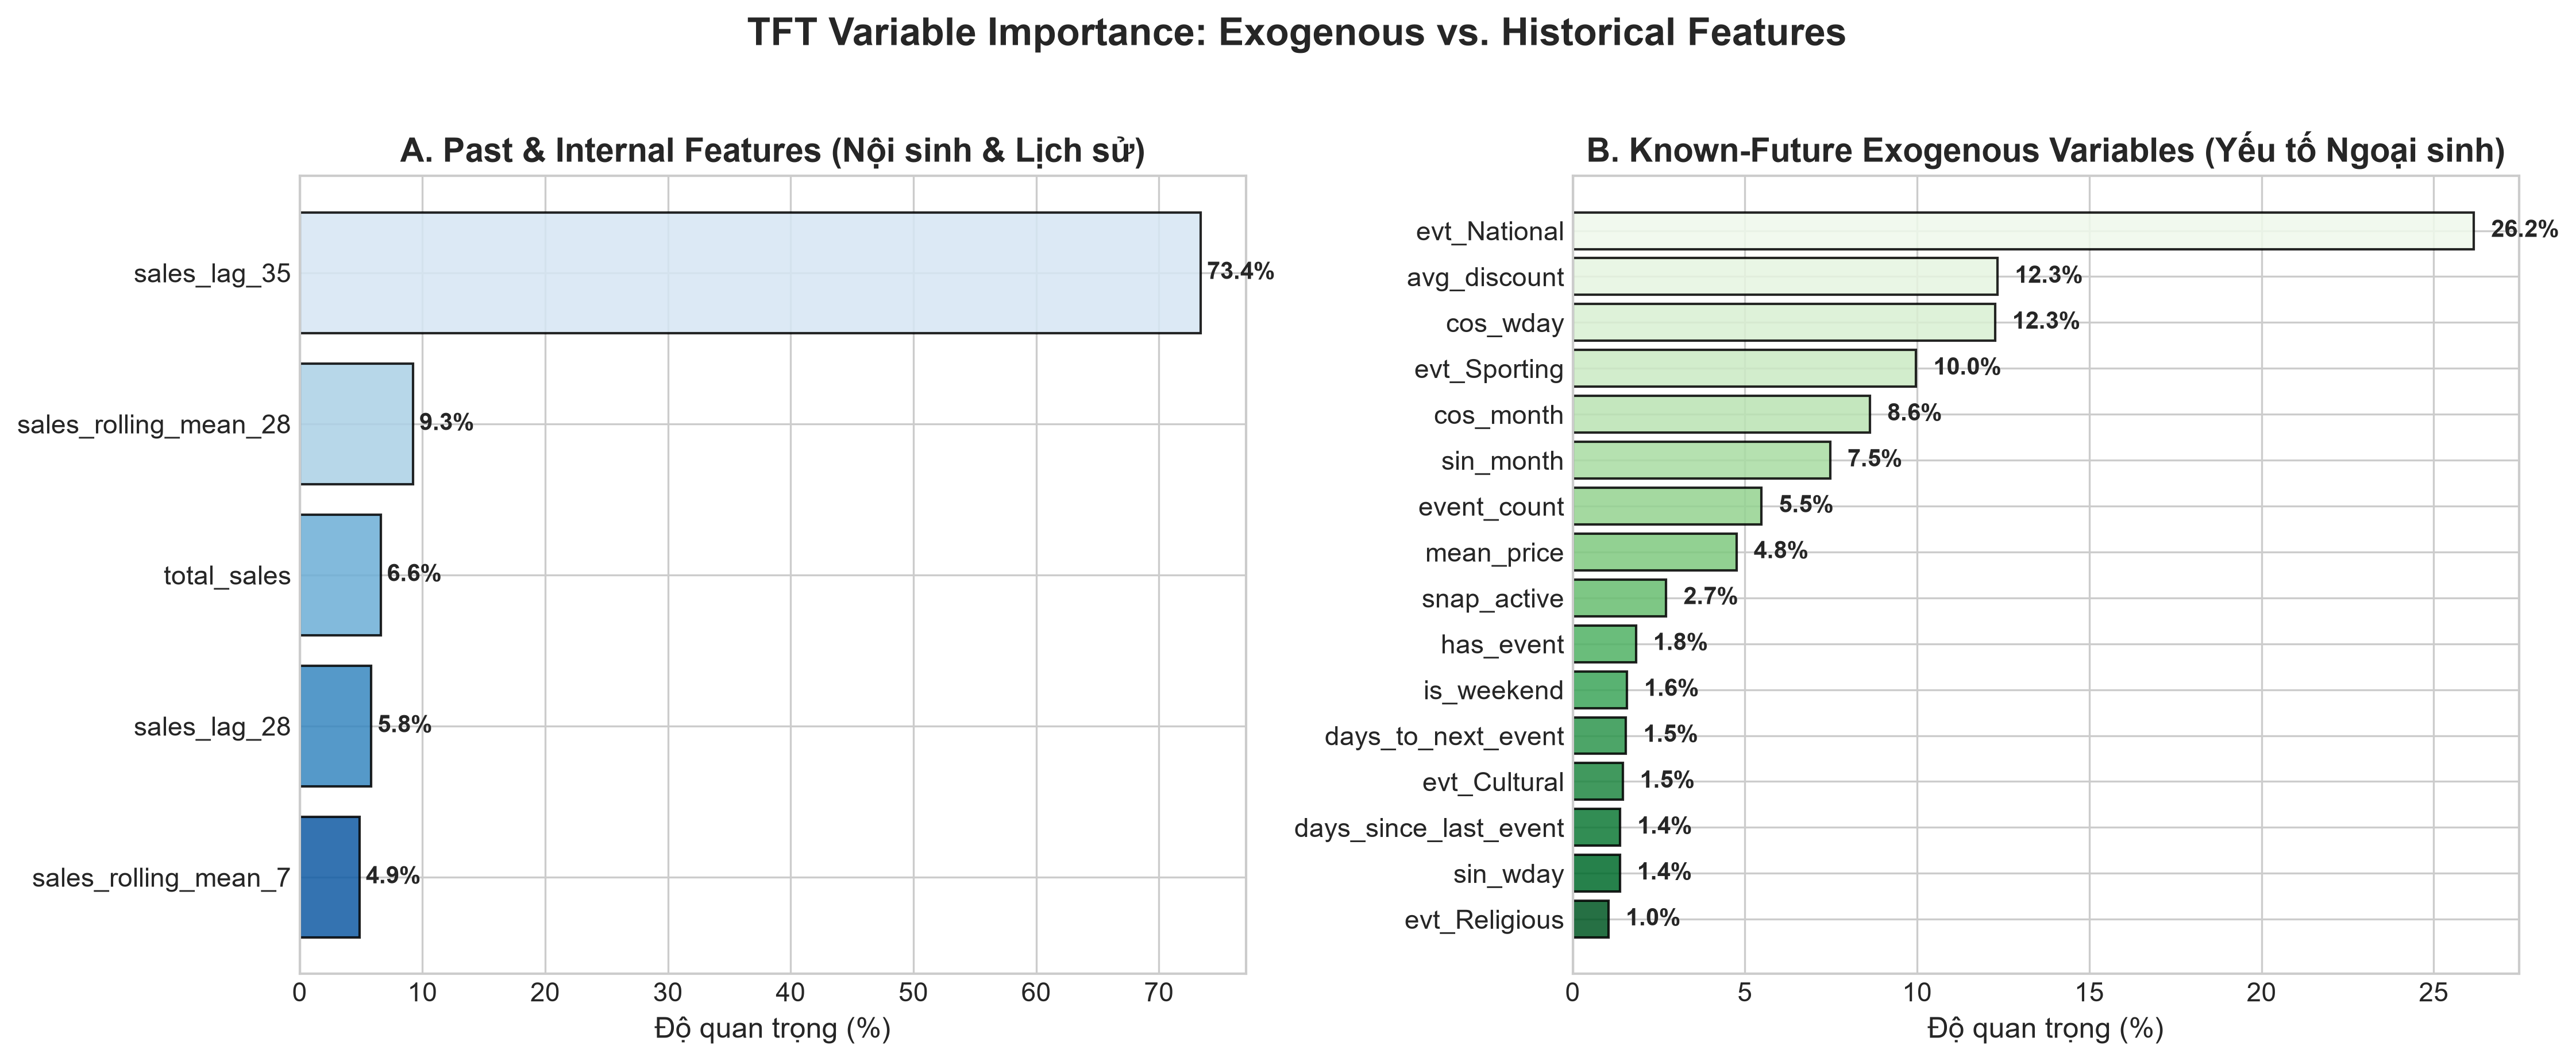 TFT Variable Importance: Exogenous vs. Historical Features
A. Past & Internal Features (Nội sinh & Lịch sử)
sales_lag_35
73.4%
sales_rolling_mean_28
9.3%
total_sales
6.6%
sales_lag_28
5.8%
sales_rolling_mean_7
4.9%
0 10 20 30 40 50 60 70
Độ quan trọng (%)
B. Known-Future Exogenous Variables (Yếu tố Ngoại sinh)
evt_National
26.2%
avg_discount
12.3%
cos_wday
12.3%
evt_Sporting
10.0%
cos_month
8.6%
sin_month
7.5%
event_count
5.5%
mean_price
4.8%
snap_active
2.7%
has_event
1.8%
is_weekend
1.6%
days_to_next_event
1.5%
evt_Cultural
1.5%
days_since_last_event
1.4%
sin_wday
1.4%
evt_Religious
1.0%
0 5 10 15 20 25
Độ quan trọng (%)